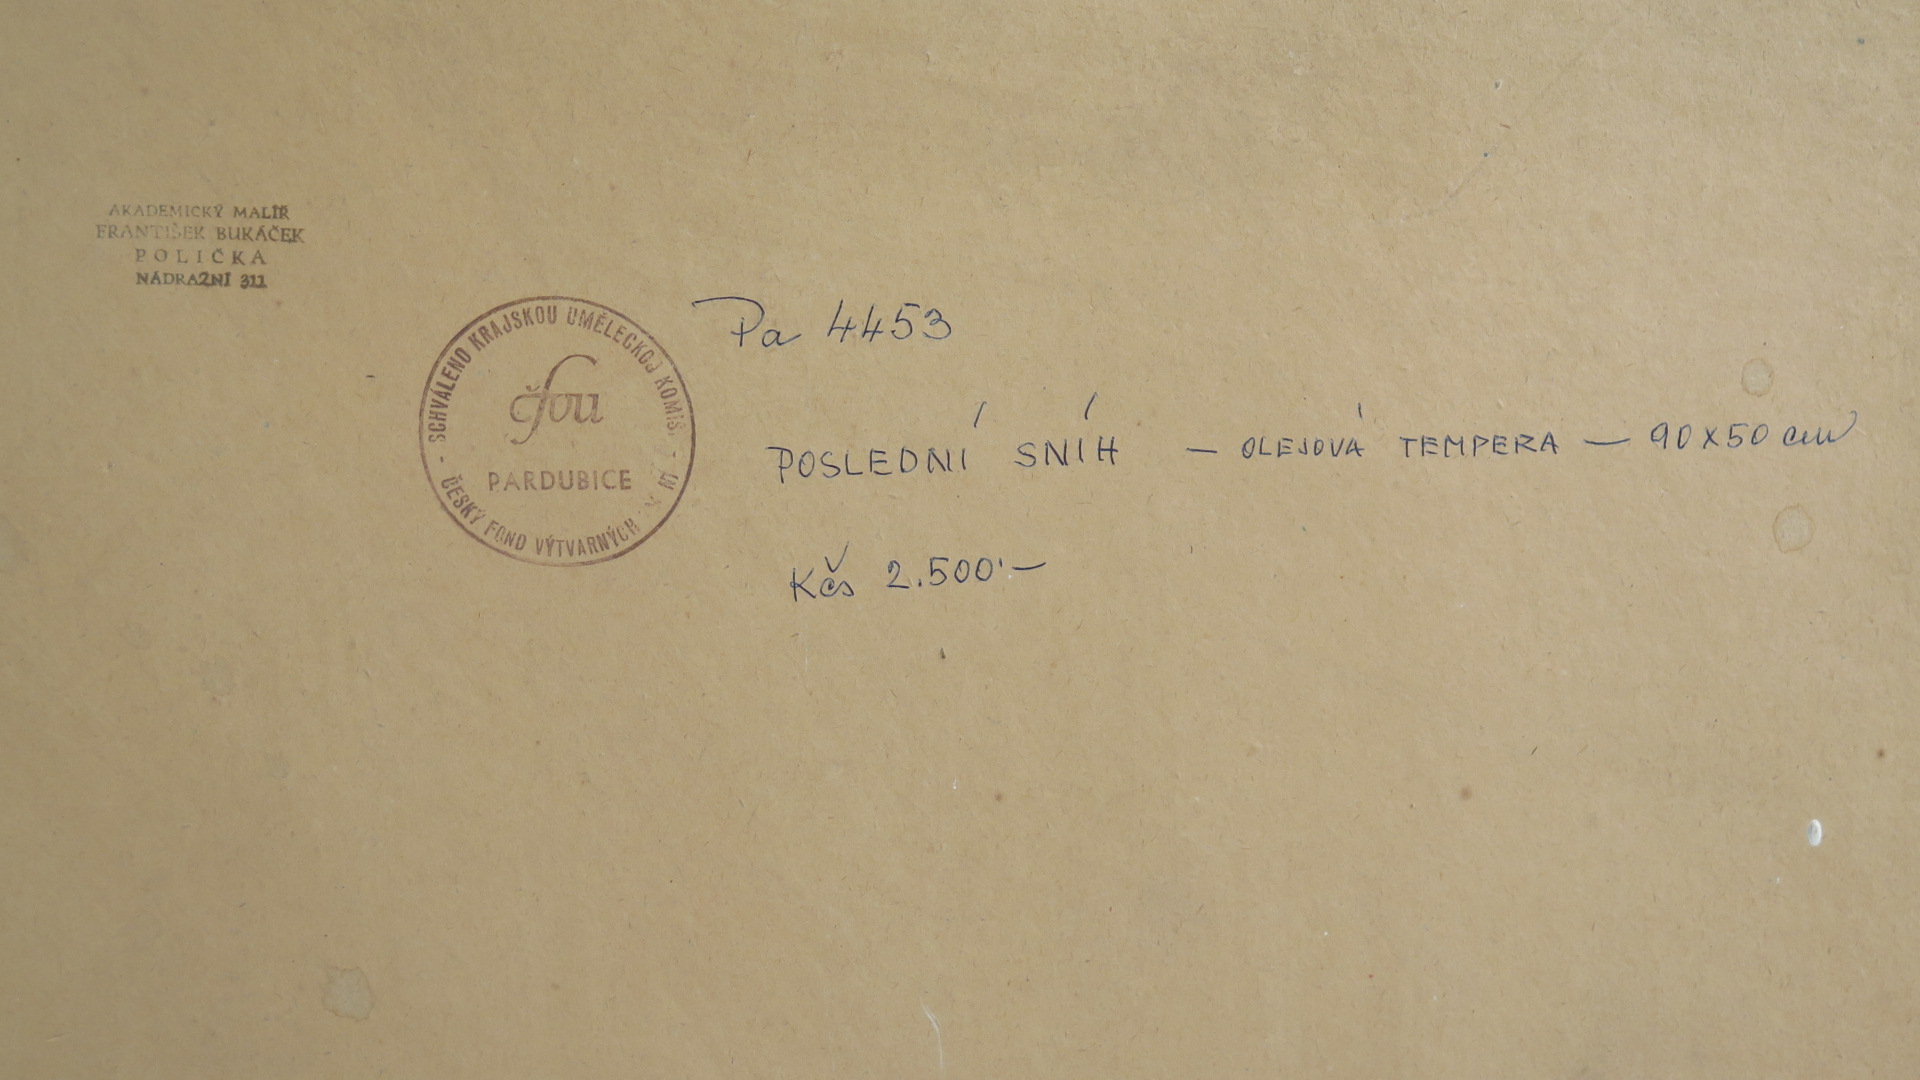 AKADEMICKÝ MALÍŘ
FRANTIŠEK BUKÁČEK
POLIČKA
NÁDRAŽNÍ 311
SCHVÁLENO KRAJSKOU UMĚLECKOU KOMISÍ
čfvu
PARDUBICE
ČESKÝ FOND VÝTVARNÝCH
Pa 4453
POSLEDNÍ SNÍH — OLEJOVÁ TEMPERA — 90X50 cm
Kčs 2.500·—